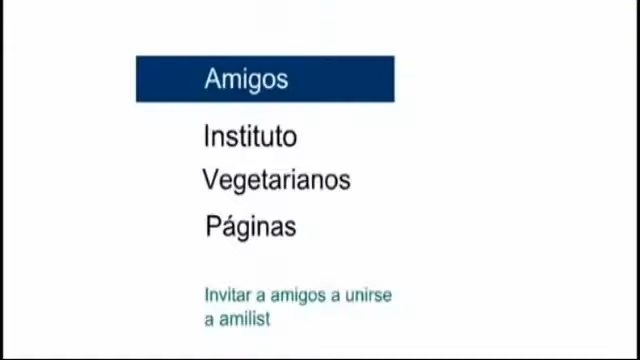 Amigos
Instituto
Vegetarianos
Páginas
Invitar a amigos a unirse
a amilist